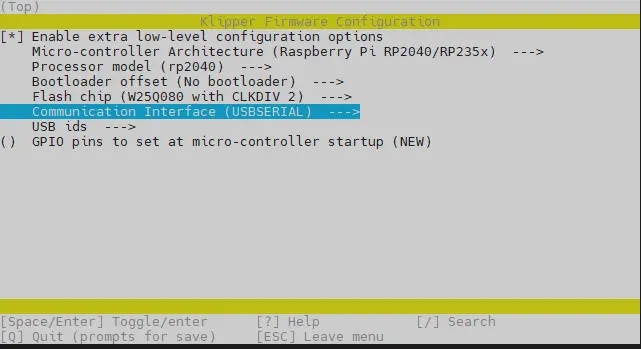 (Top)
Klipper Firmware Configuration
[*] Enable extra low-level configuration options
Micro-controller Architecture (Raspberry Pi RP2040/RP235x)  --->
Processor model (rp2040)  --->
Bootloader offset (No bootloader)  --->
Flash chip (W25Q080 with CLKDIV 2)  --->
Communication Interface (USBSERIAL)  --->
USB ids  --->
()  GPIO pins to set at micro-controller startup (NEW)
[Space/Enter] Toggle/enter     [?] Help     [/] Search
[Q] Quit (prompts for save)     [ESC] Leave menu